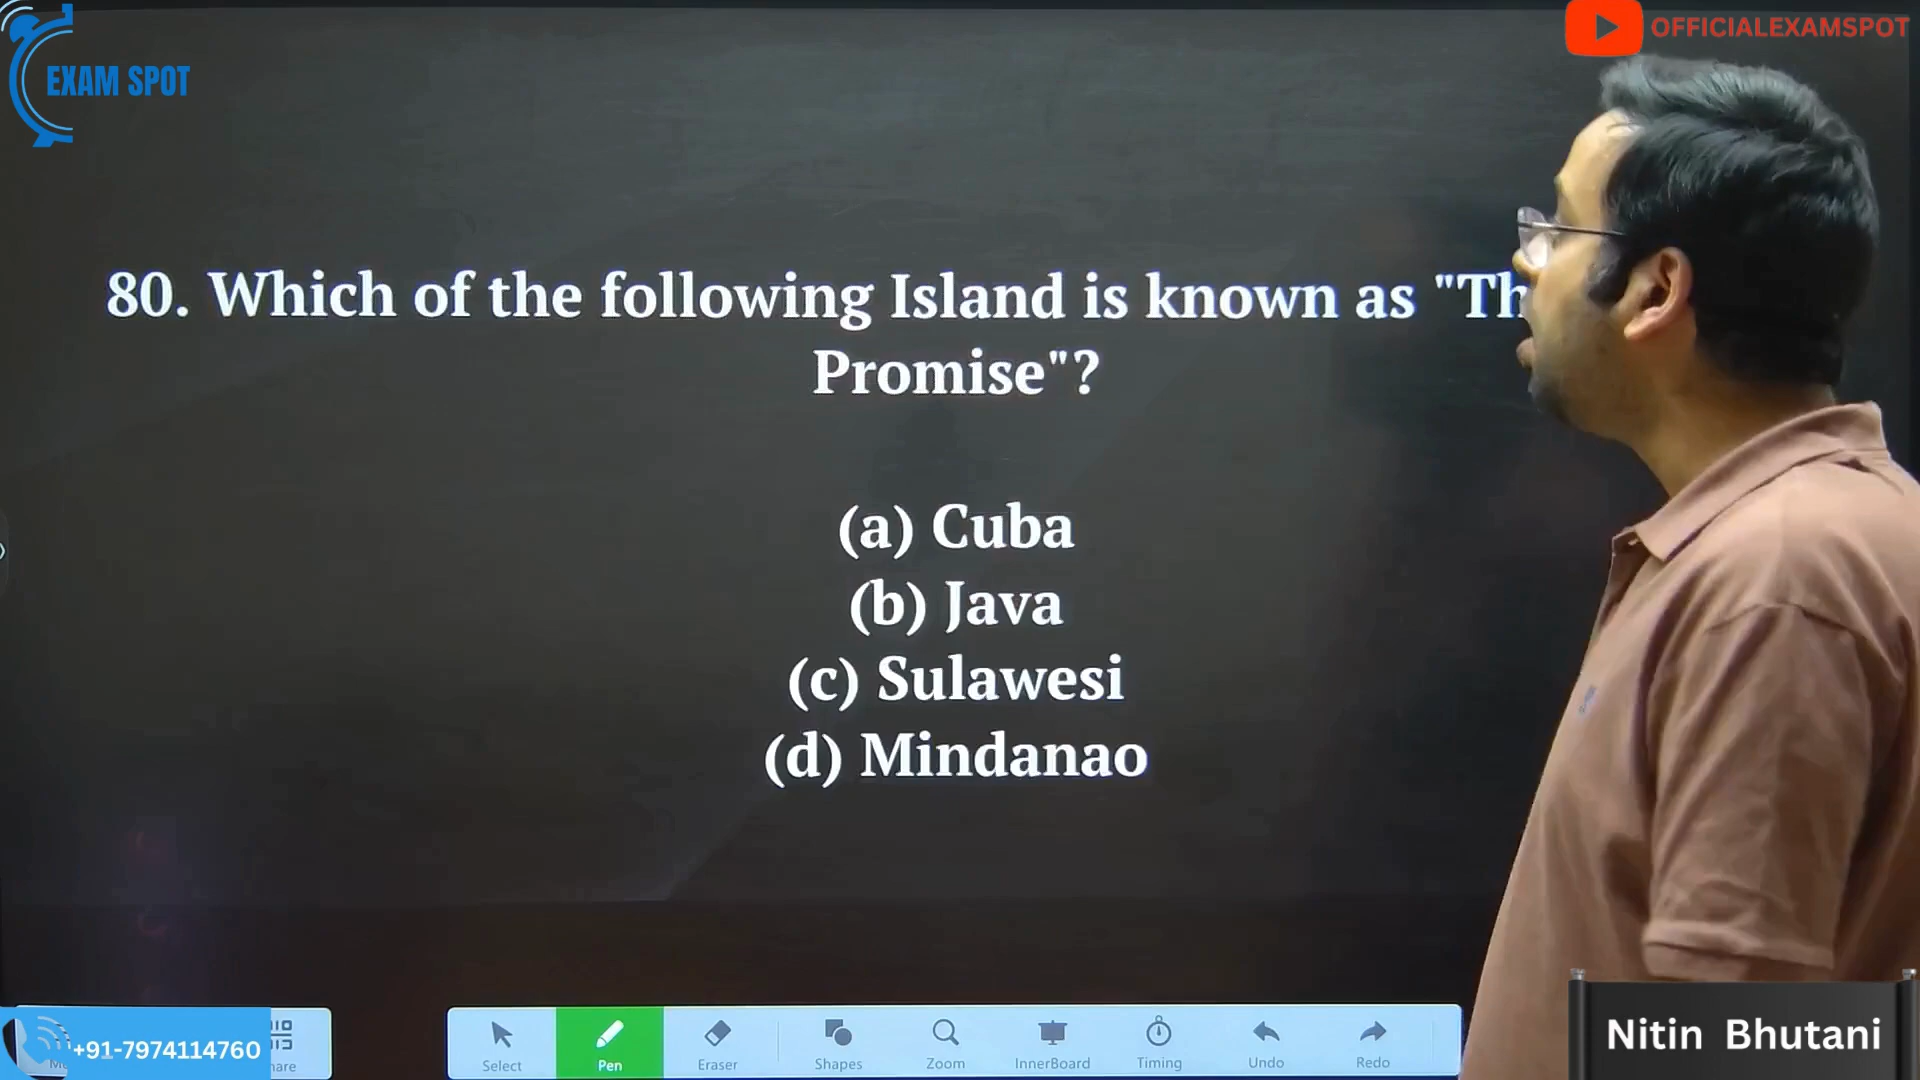 EXAM SPOT
OFFICIALEXAMSPOT
80. Which of the following Island is known as "Th
Promise"?
(a) Cuba
(b) Java
(c) Sulawesi
(d) Mindanao
+91-7974114760
Select
Pen
Eraser
Shapes
Zoom
InnerBoard
Timing
Undo
Redo
Nitin Bhutani